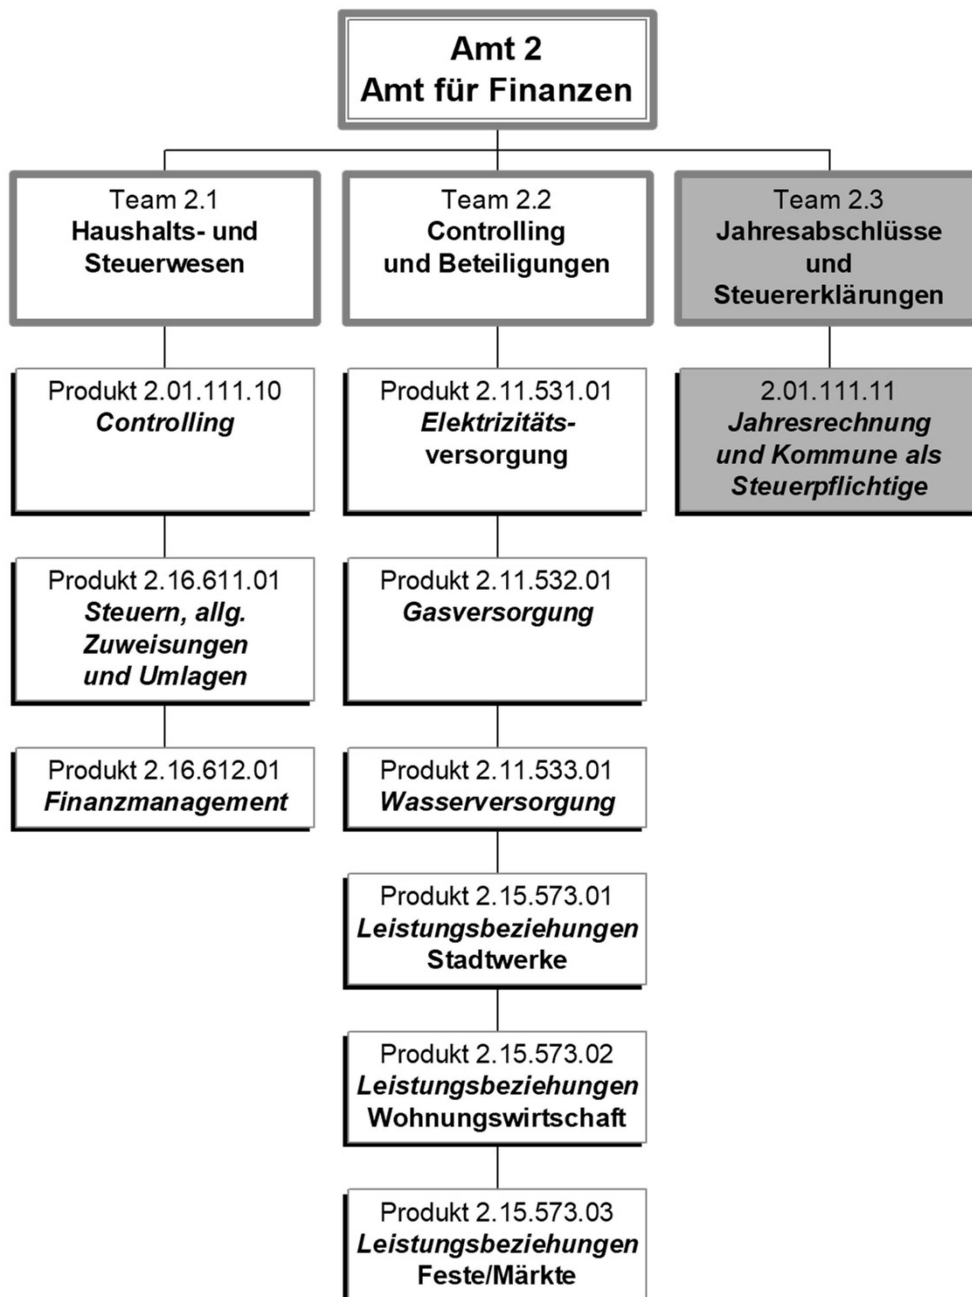 Amt 2
Amt für Finanzen
Team 2.1
Haushalts- und
Steuerwesen
Team 2.2
Controlling
und Beteiligungen
Team 2.3
Jahresabschlüsse
und
Steuererklärungen
Produkt 2.01.111.10
Controlling
Produkt 2.11.531.01
Elektrizitäts-
versorgung
2.01.111.11
Jahresrechnung
und Kommune als
Steuerpflichtige
Produkt 2.16.611.01
Steuern, allg.
Zuweisungen
und Umlagen
Produkt 2.11.532.01
Gasversorgung
Produkt 2.16.612.01
Finanzmanagement
Produkt 2.11.533.01
Wasserversorgung
Produkt 2.15.573.01
Leistungsbeziehungen
Stadtwerke
Produkt 2.15.573.02
Leistungsbeziehungen
Wohnungswirtschaft
Produkt 2.15.573.03
Leistungsbeziehungen
Feste/Märkte